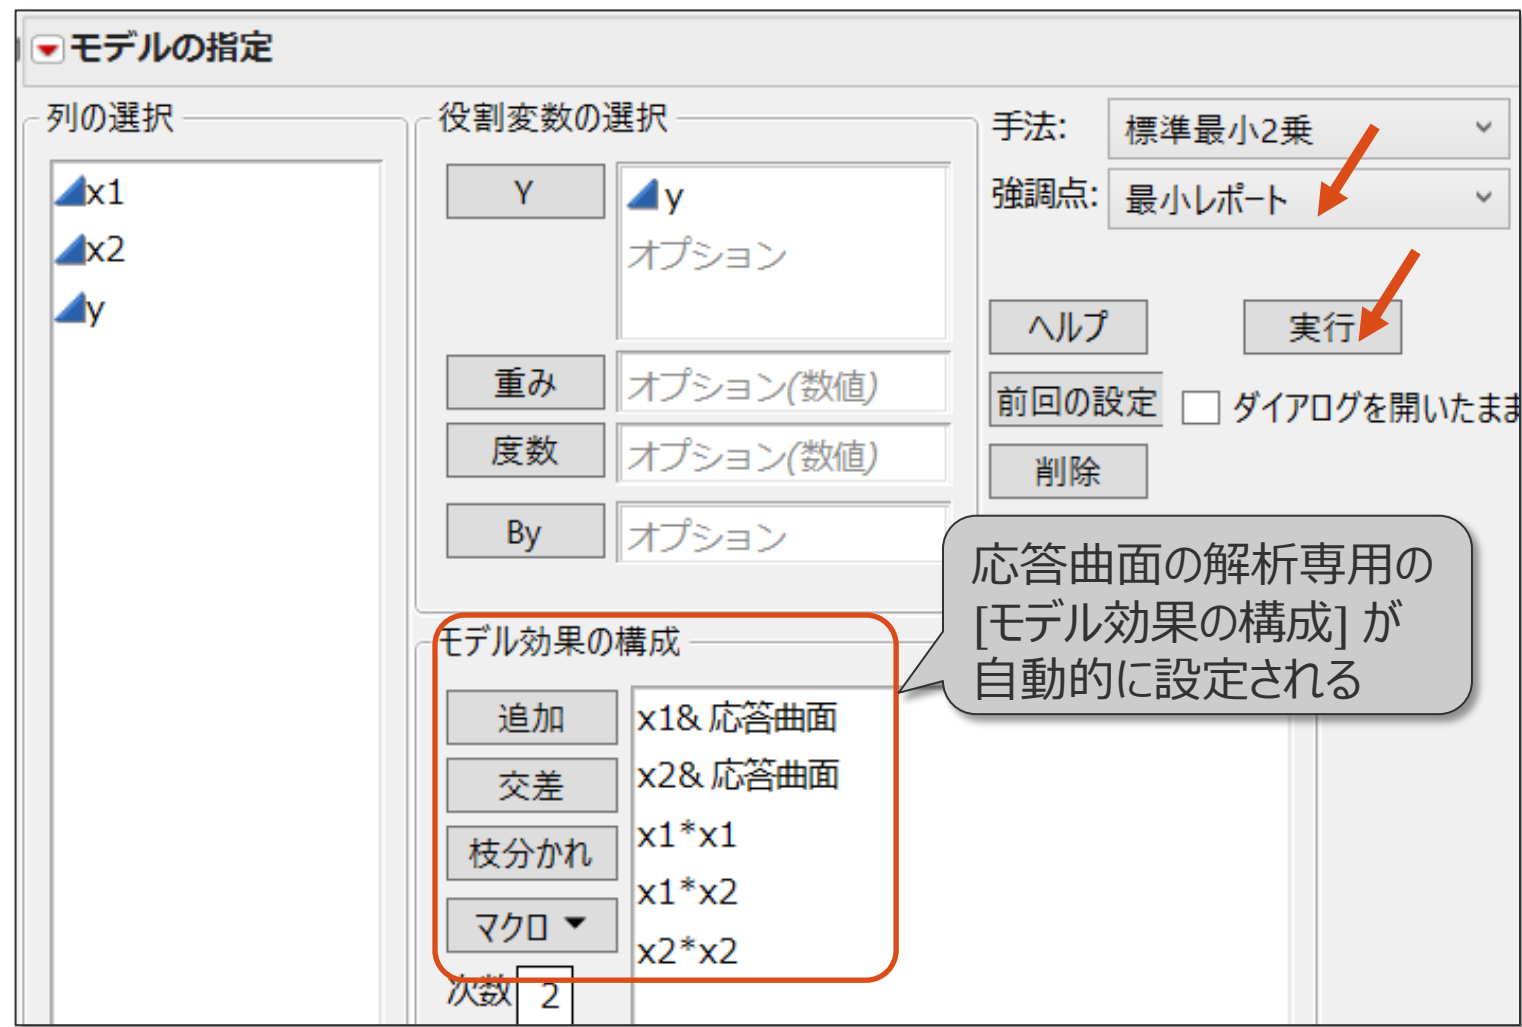 モデルの指定
列の選択
x1
x2
y
役割変数の選択
Y
y
オプション
重み
オプション(数値)
度数
オプション(数値)
By
オプション
手法:
標準最小2乗
強調点:
最小レポート
ヘルプ
実行
前回の設定
ダイアログを開いたまま
削除
応答曲面の解析専用の
[モデル効果の構成] が
自動的に設定される
モデル効果の構成
追加
交差
枝分かれ
マクロ
次数 2
x1& 応答曲面
x2& 応答曲面
x1*x1
x1*x2
x2*x2